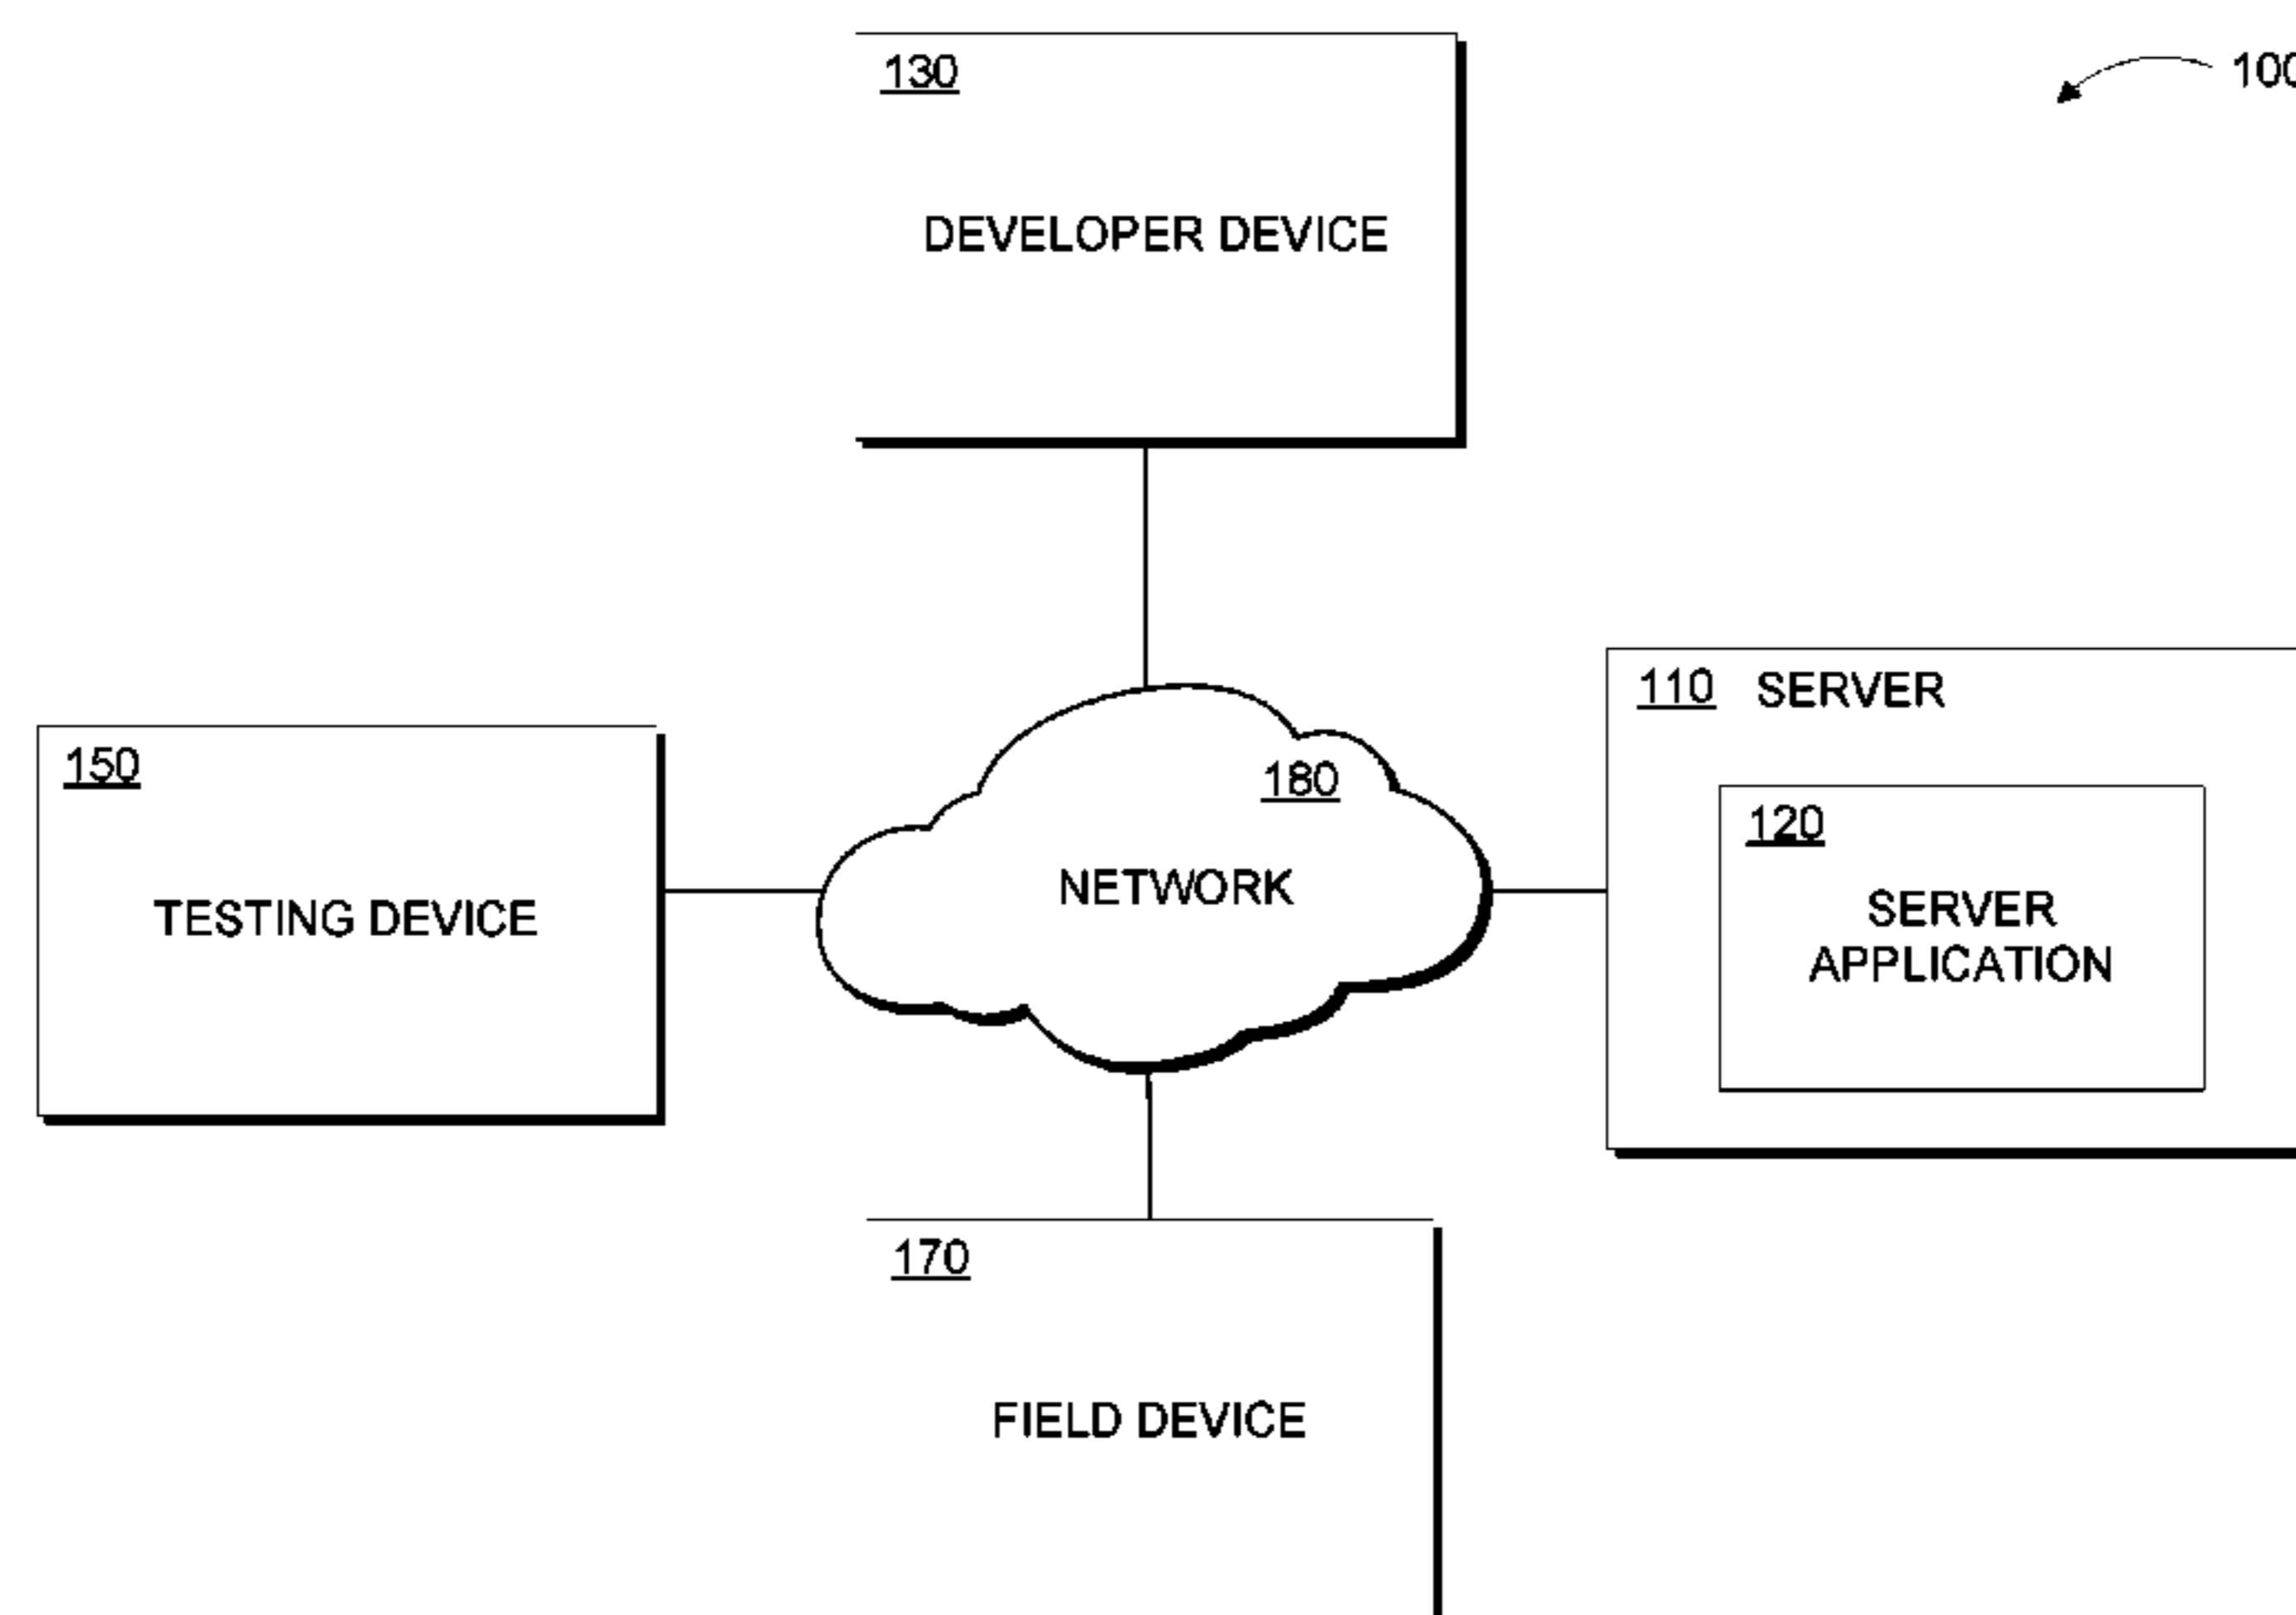 130
100
DEVELOPER DEVICE
110 SERVER
150
180
120
NETWORK
TESTING DEVICE
SERVER
APPLICATION
170
FIELD DEVICE